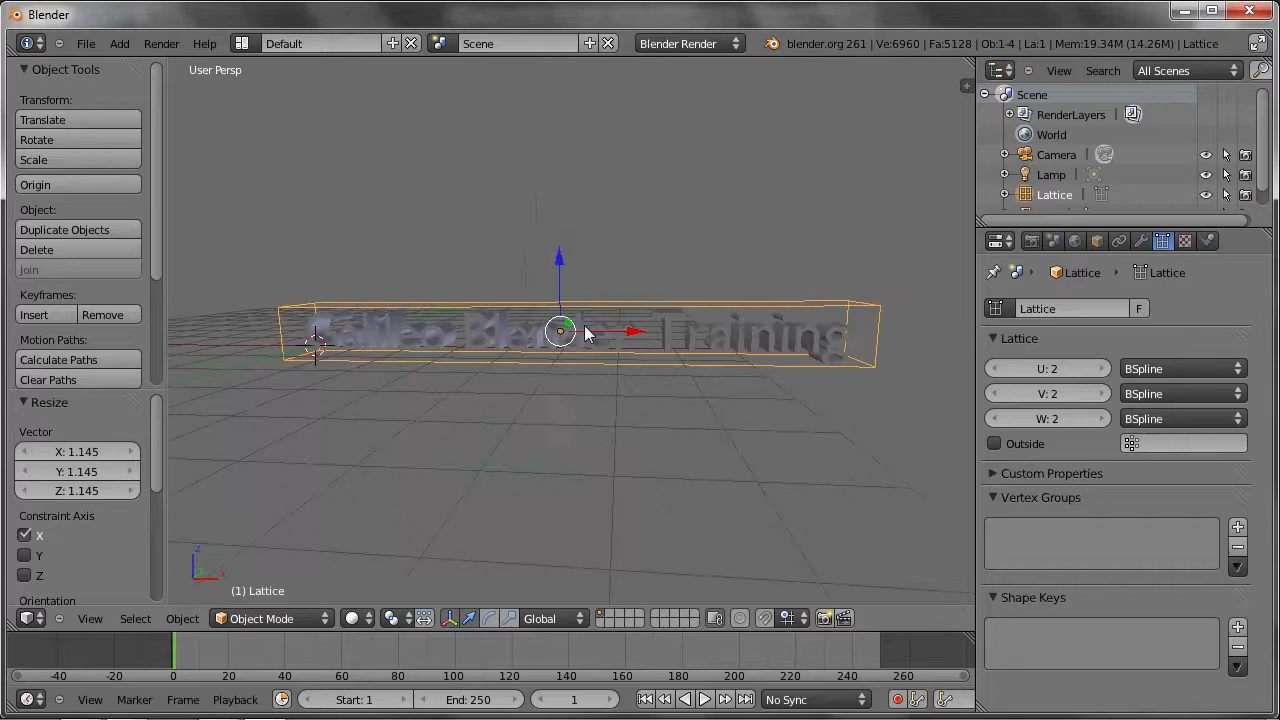 Blender
File Add Render Help Default Scene Blender Render blender.org 261 | Ve:6960 | Fa:5128 | Ob:1-4 | La:1 | Mem:19.34M (14.26M) | Lattice
Object Tools
Transform:
Translate
Rotate
Scale
Origin
Object:
Duplicate Objects
Delete
Join
Keyframes:
Insert Remove
Motion Paths:
Calculate Paths
Clear Paths
Resize
Vector
X: 1.145
Y: 1.145
Z: 1.145
Constraint Axis
X
Y
Z
Orientation
User Persp
Galileo Blender Training
z
x
(1) Lattice
View Select Object Object Mode Global
-40 -20 0 20 40 60 80 100 120 140 160 180 200 220 240 260
View Marker Frame Playback Start: 1 End: 250 1 No Sync
View Search All Scenes
Scene
RenderLayers
World
Camera
Lamp
Lattice
Lattice Lattice
Lattice F
Lattice
U: 2 BSpline
V: 2 BSpline
W: 2 BSpline
Outside
Custom Properties
Vertex Groups
Shape Keys